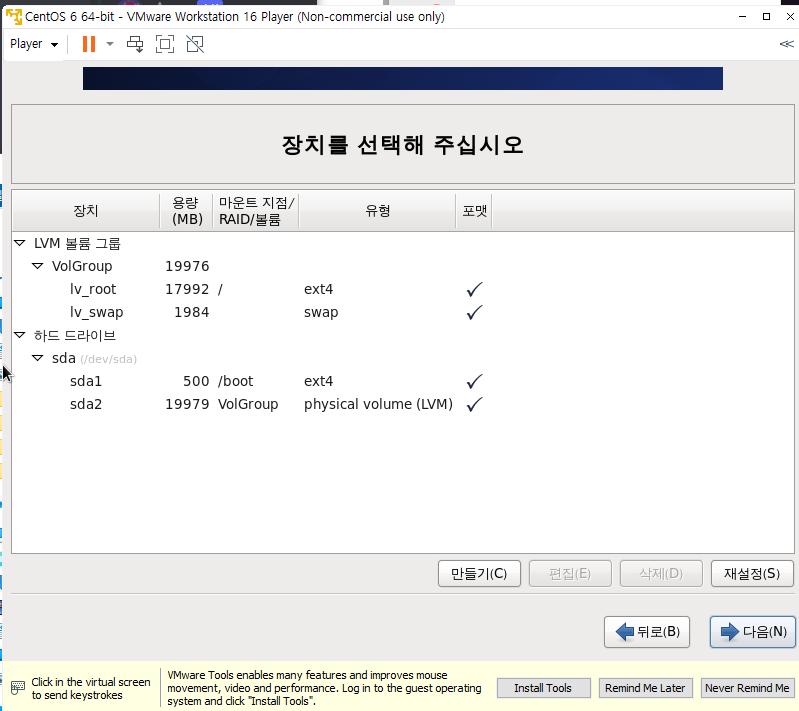 CentOS 6 64-bit - VMware Workstation 16 Player (Non-commercial use only)
Player
장치를 선택해 주십시오
장치 용량 (MB) 마운트 지점/ RAID/볼륨 유형 포맷
LVM 볼륨 그룹
VolGroup 19976
lv_root 17992 / ext4
lv_swap 1984 swap
하드 드라이브
sda (/dev/sda)
sda1 500 /boot ext4
sda2 19979 VolGroup physical volume (LVM)
만들기(C) 편집(E) 삭제(D) 재설정(S)
뒤로(B) 다음(N)
Click in the virtual screen
to send keystrokes
VMware Tools enables many features and improves mouse
movement, video and performance. Log in to the guest operating
system and click "Install Tools".
Install Tools Remind Me Later Never Remind Me